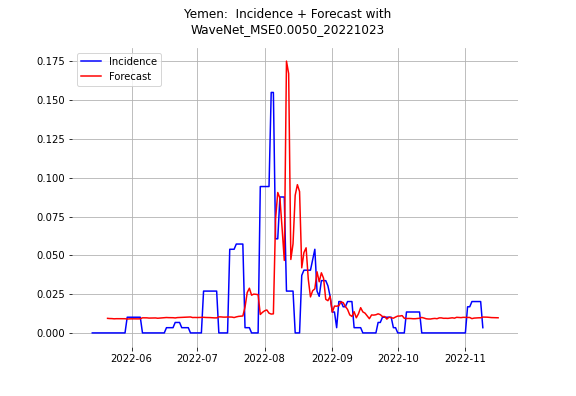 Yemen:  Incidence + Forecast with
WaveNet_MSE0.0050_20221023
Incidence
Forecast
0.175
0.150
0.125
0.100
0.075
0.050
0.025
0.000
2022-06 2022-07 2022-08 2022-09 2022-10 2022-11